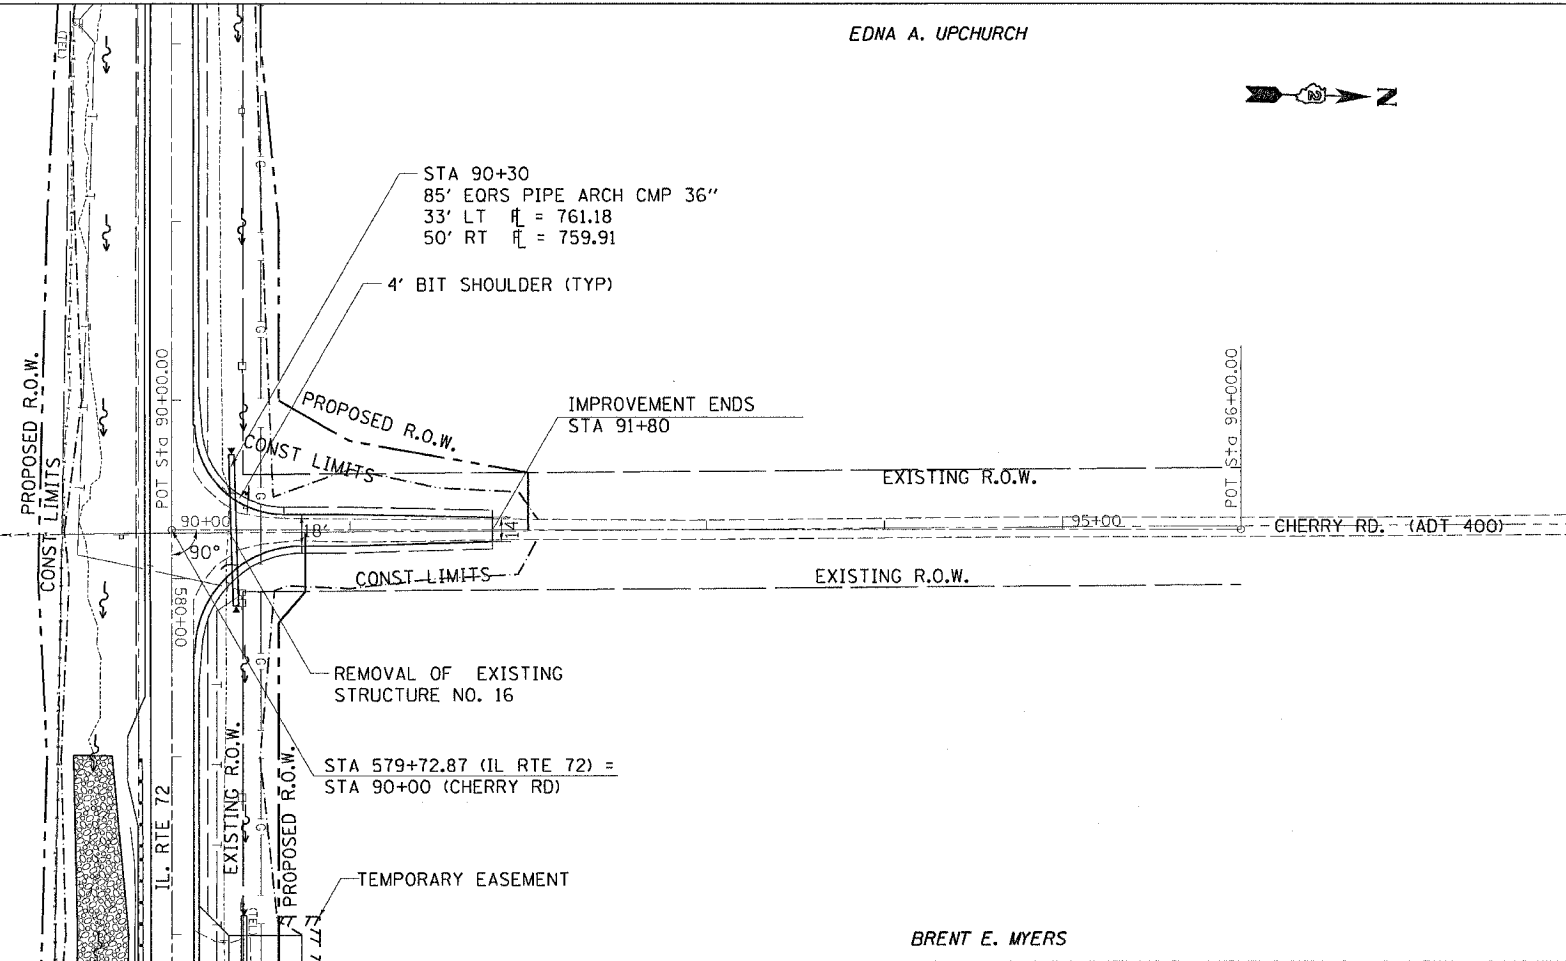 EDNA A. UPCHURCH
N
STA 90+30
85' EQRS PIPE ARCH CMP 36"
33' LT FL = 761.18
50' RT FL = 759.91
4' BIT SHOULDER (TYP)
IMPROVEMENT ENDS
STA 91+80
PROPOSED R.O.W.
CONST LIMITS
PROPOSED R.O.W.
CONST LIMITS
POT Sta 90+00.00
POT Sta 96+00.00
EXISTING R.O.W.
90+00
18'
14'
95+00
CHERRY RD. (ADT 400)
90°
CONST LIMITS
EXISTING R.O.W.
580+00
REMOVAL OF EXISTING
STRUCTURE NO. 16
STA 579+72.87 (IL RTE 72) =
STA 90+00 (CHERRY RD)
IL. RTE 72
EXISTING R.O.W.
PROPOSED R.O.W.
TEMPORARY EASEMENT
BRENT E. MYERS
(TEL)
(TEL)
G
G
G
G
G